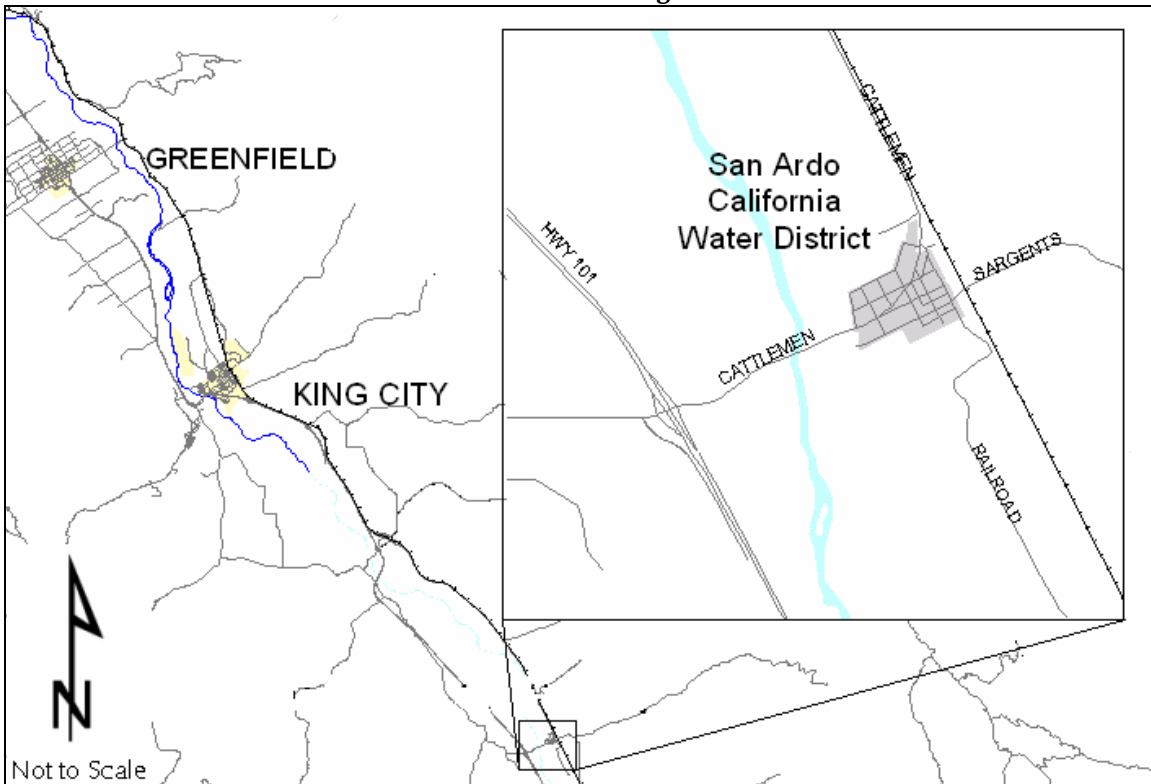 GREENFIELD
KING CITY
San Ardo
California
Water District
CATTLEMEN
HWY 101
SARGENTS
CATTLEMEN
RAILROAD
N
Not to Scale